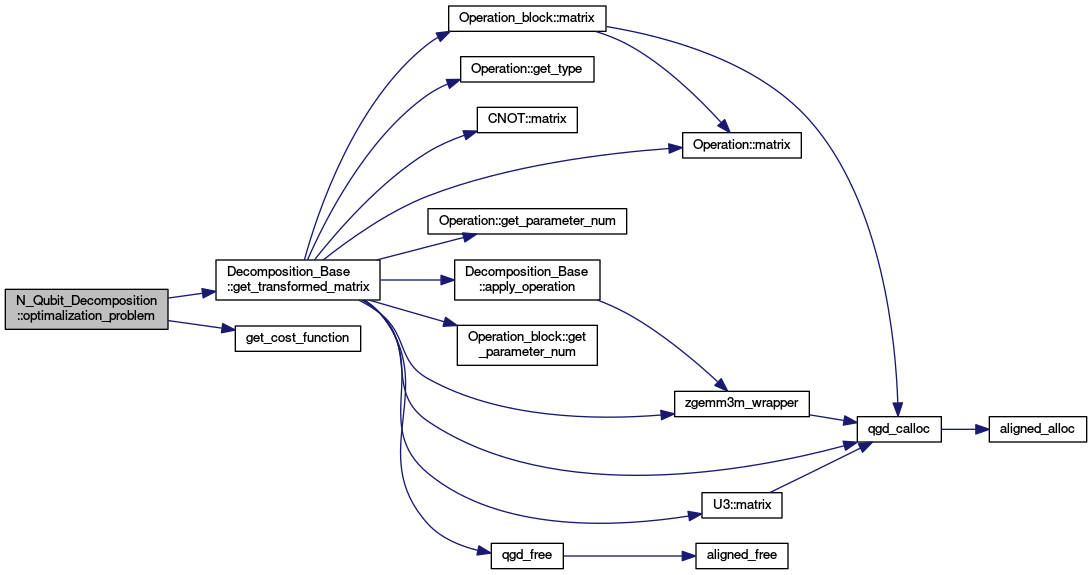 Operation_block::matrix
Operation::get_type
CNOT::matrix
Operation::matrix
Operation::get_parameter_num
Decomposition_Base
::get_transformed_matrix
Decomposition_Base
::apply_operation
N_Qubit_Decomposition
::optimalization_problem
get_cost_function
Operation_block::get
_parameter_num
zgemm3m_wrapper
qgd_calloc
aligned_alloc
U3::matrix
qgd_free
aligned_free